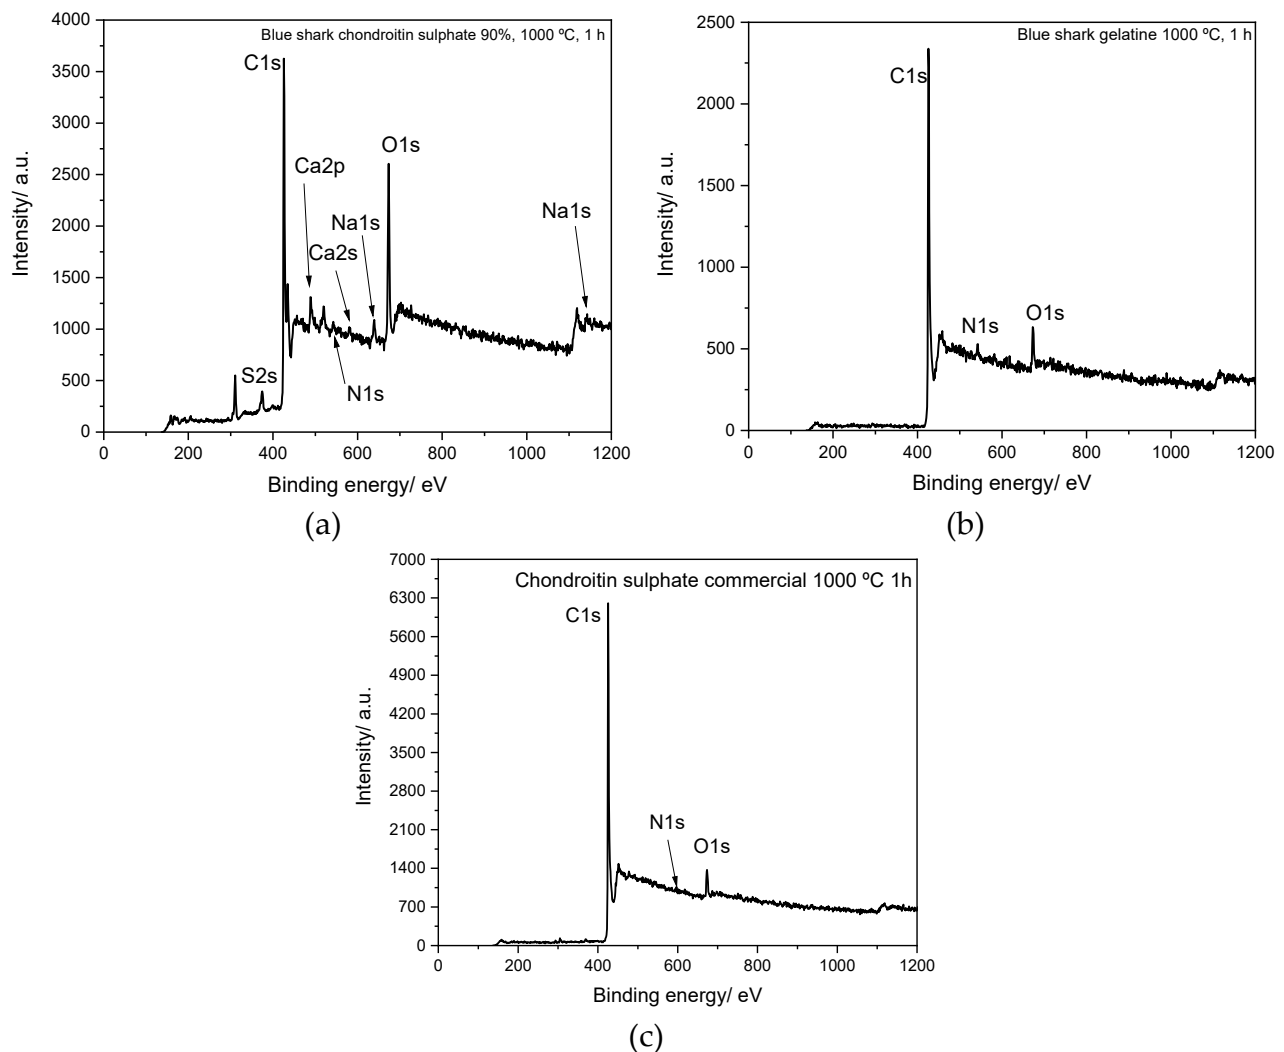 Blue shark chondroitin sulphate 90%, 1000 ºC, 1 h
4000
3500
3000
2500
2000
1500
1000
500
0
Intensity/ a.u.
C1s
O1s
Ca2p
Na1s
Na1s
Ca2s
S2s
N1s
0
200
400
600
800
1000
1200
Binding energy/ eV
(a)
Blue shark gelatine 1000 ºC, 1 h
2500
2000
1500
1000
500
0
Intensity/ a.u.
C1s
N1s
O1s
0
200
400
600
800
1000
1200
Binding energy/ eV
(b)
Chondroitin sulphate commercial 1000 ºC 1h
7000
6300
5600
4900
4200
3500
2800
2100
1400
700
0
Intensity/ a.u.
C1s
N1s
O1s
0
200
400
600
800
1000
1200
Binding energy/ eV
(c)